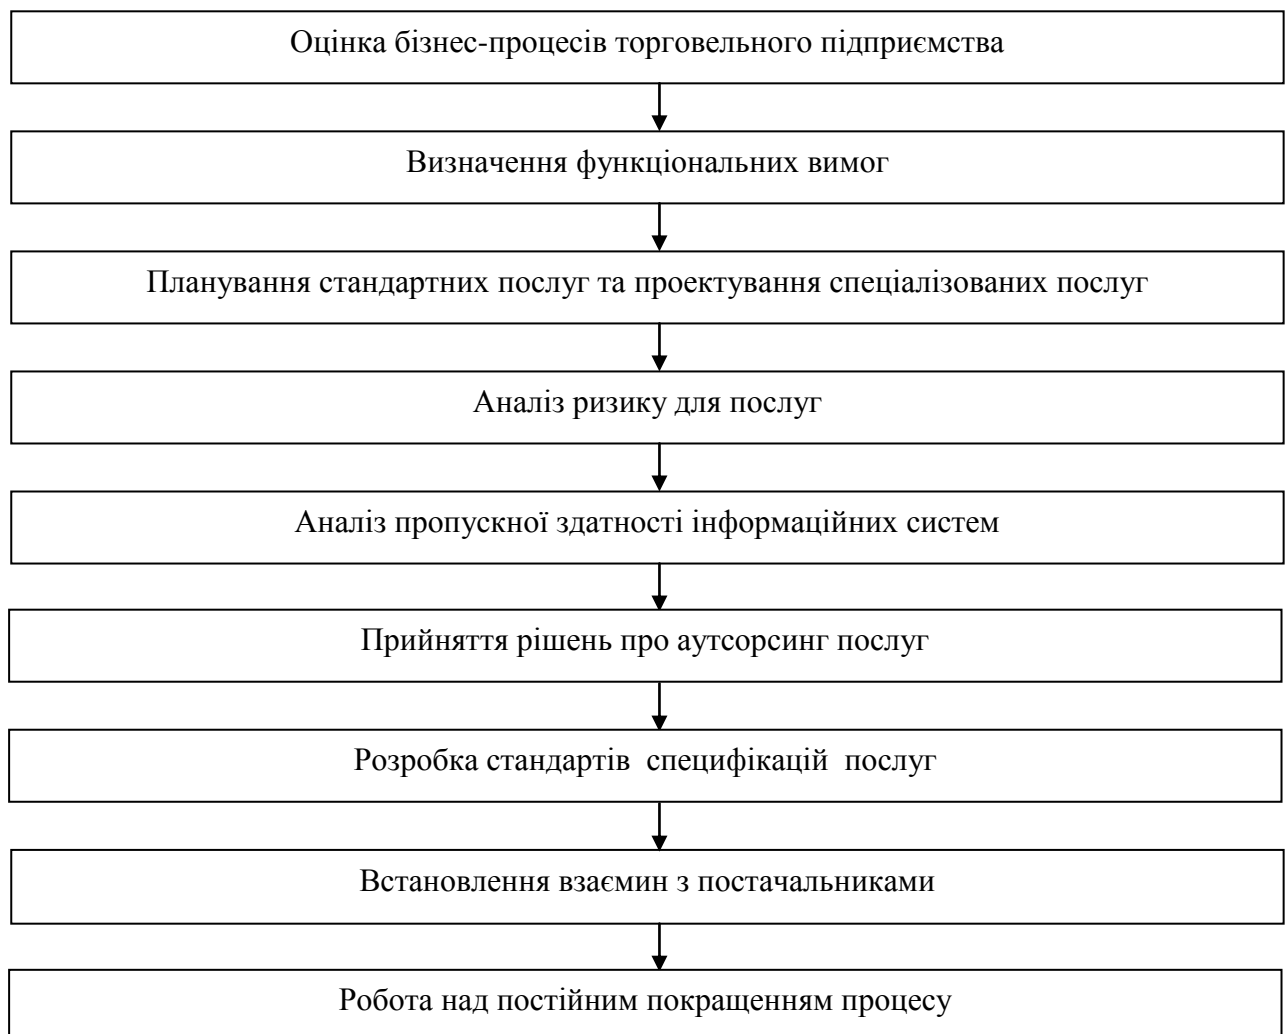 Оцінка бізнес-процесів торговельного підприємства
Визначення функціональних вимог
Планування стандартних послуг та проектування спеціалізованих послуг
Аналіз ризику для послуг
Аналіз пропускної здатності інформаційних систем
Прийняття рішень про аутсорсинг послуг
Розробка стандартів специфікацій послуг
Встановлення взаємин з постачальниками
Робота над постійним покращенням процесу